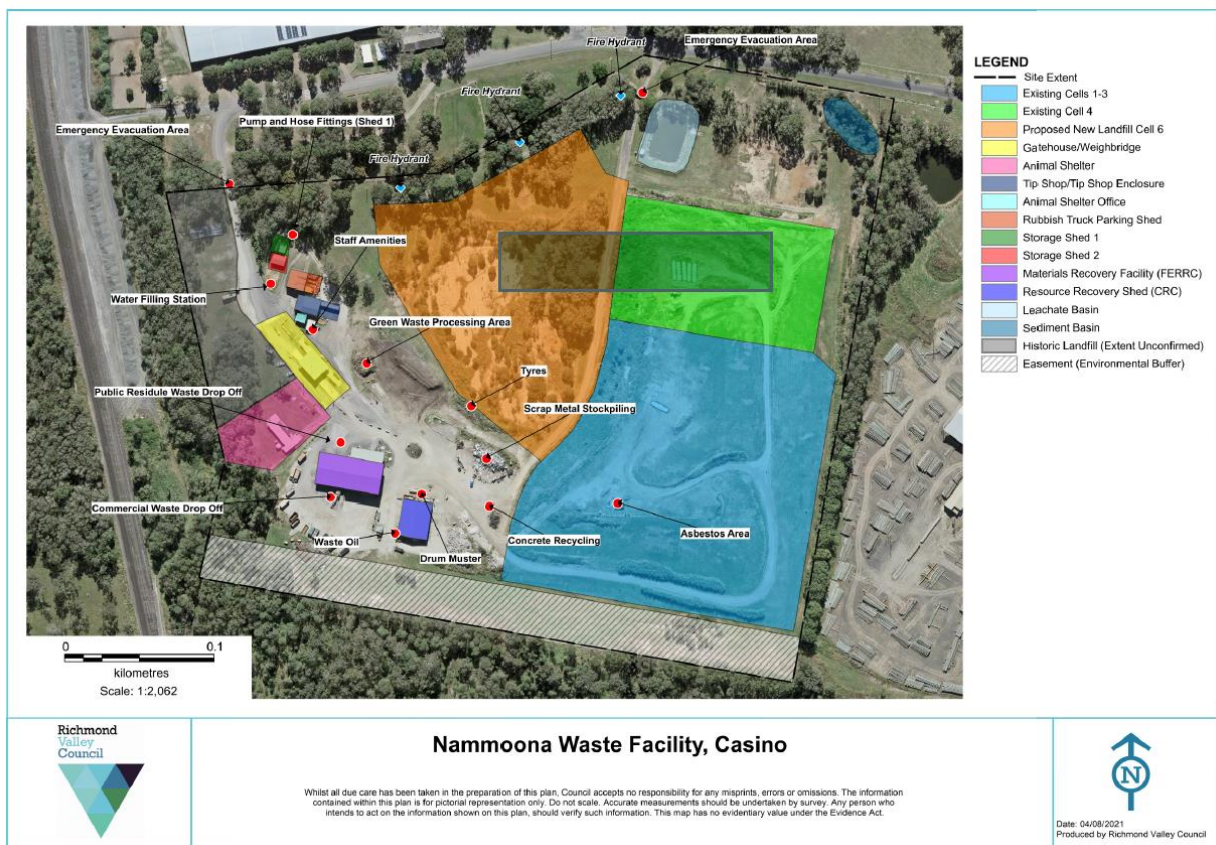 Fire Hydrant
Emergency Evacuation Area
Fire Hydrant
Pump and Hose Fittings (Shed 1)
Emergency Evacuation Area
Fire Hydrant
Staff Amenities
Water Filling Station
Green Waste Processing Area
Tyres
Public Residule Waste Drop Off
Scrap Metal Stockpiling
Commercial Waste Drop Off
Waste Oil
Drum Muster
Concrete Recycling
Asbestos Area
0 0.1
kilometres
Scale: 1:2,062
LEGEND
Site Extent
Existing Cells 1-3
Existing Cell 4
Proposed New Landfill Cell 6
Gatehouse/Weighbridge
Animal Shelter
Tip Shop/Tip Shop Enclosure
Animal Shelter Office
Rubbish Truck Parking Shed
Storage Shed 1
Storage Shed 2
Materials Recovery Facility (FERRC)
Resource Recovery Shed (CRC)
Leachate Basin
Sediment Basin
Historic Landfill (Extent Unconfirmed)
Easement (Environmental Buffer)
Richmond
Valley
Council
Nammoona Waste Facility, Casino
Whilst all due care has been taken in the preparation of this plan, Council accepts no responsibility for any misprints, errors or omissions. The information
contained within this plan is for pictorial representation only. Do not scale. Accurate measurements should be undertaken by survey. Any person who
intends to act on the information shown on this plan, should verify such information. This map has no evidentiary value under the Evidence Act.
N
Date: 04/08/2021
Produced by Richmond Valley Council